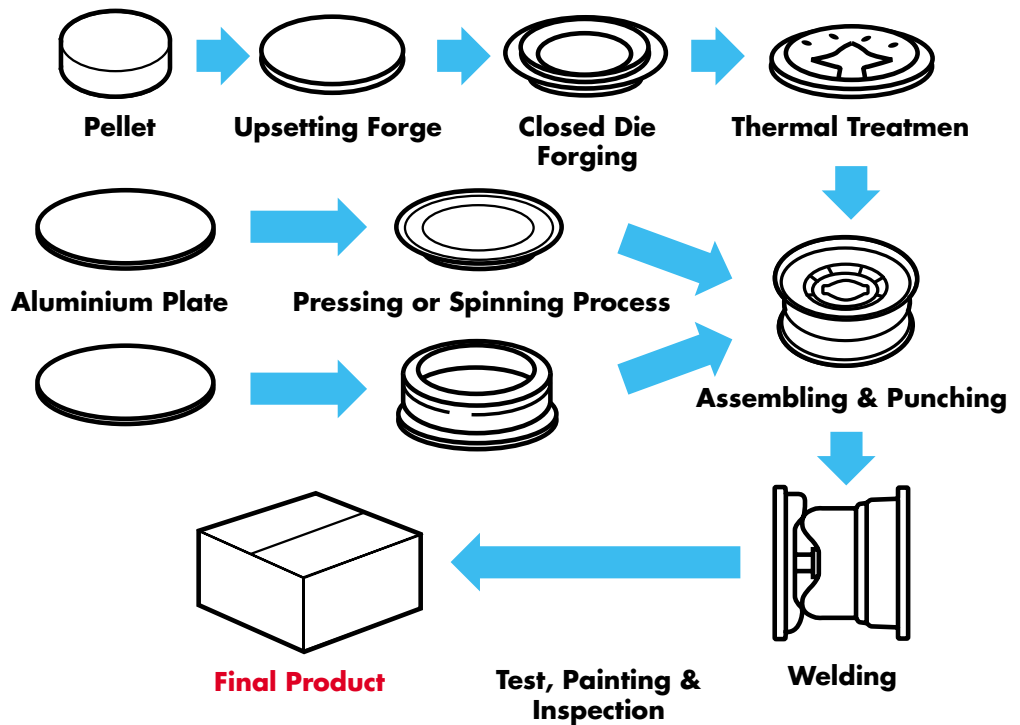 Pellet
Upsetting Forge
Closed Die
Forging
Thermal Treatmen
Aluminium Plate
Pressing or Spinning Process
Assembling & Punching
Final Product
Test, Painting &
Inspection
Welding